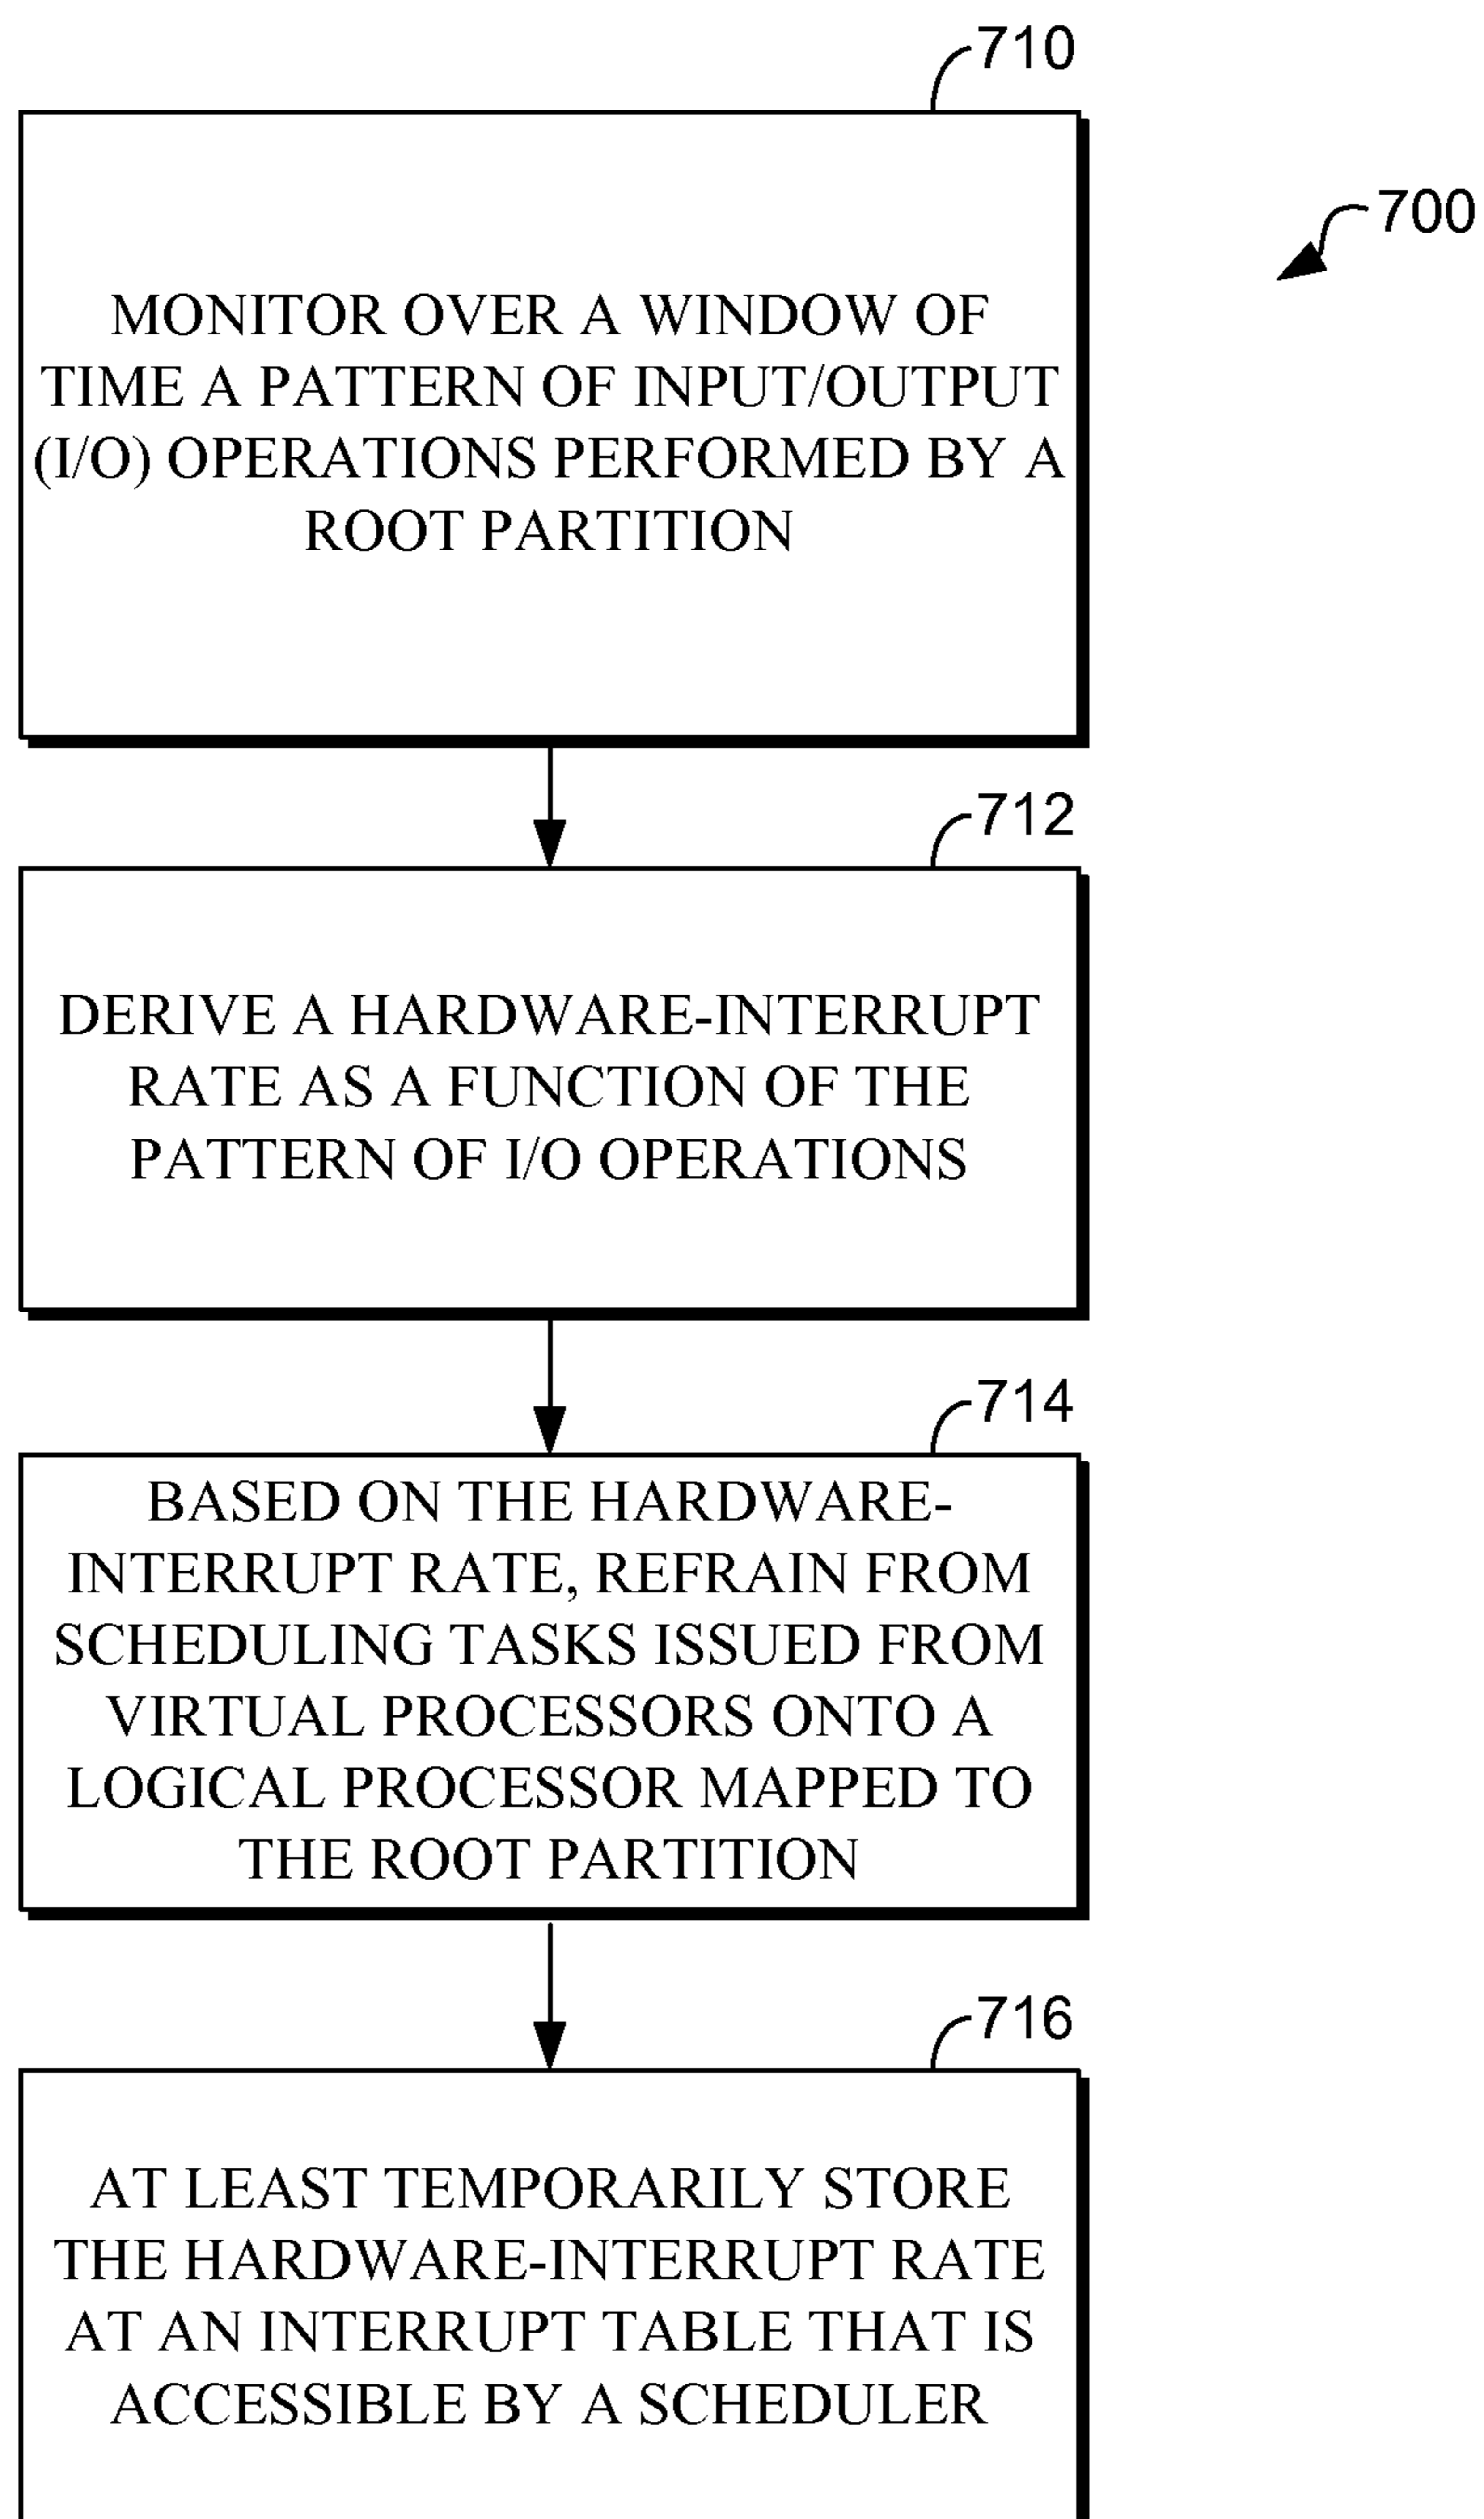 710
700
MONITOR OVER A WINDOW OF
TIME A PATTERN OF INPUT/OUTPUT
(I/O) OPERATIONS PERFORMED BY A
ROOT PARTITION
712
DERIVE A HARDWARE-INTERRUPT
RATE AS A FUNCTION OF THE
PATTERN OF I/O OPERATIONS
714
BASED ON THE HARDWARE-
INTERRUPT RATE, REFRAIN FROM
SCHEDULING TASKS ISSUED FROM
VIRTUAL PROCESSORS ONTO A
LOGICAL PROCESSOR MAPPED TO
THE ROOT PARTITION
716
AT LEAST TEMPORARILY STORE
THE HARDWARE-INTERRUPT RATE
AT AN INTERRUPT TABLE THAT IS
ACCESSIBLE BY A SCHEDULER